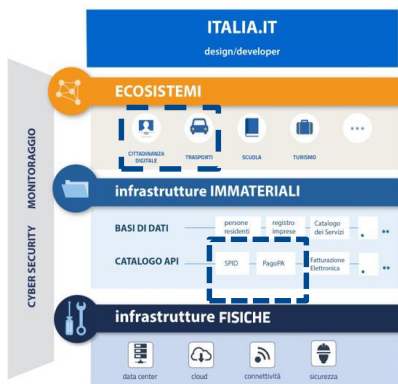 ITALIA.IT
design/developer
ECOSISTEMI
CITTADINANZA
DIGITALE
TRASPORTI
SCUOLA
TURISMO
MONITORAGGIO
CYBER SECURITY
infrastrutture IMMATERIALI
BASI DI DATI
persone
residenti
registro
imprese
Catalogo
dei Servizi
CATALOGO API
SPID
PagoPA
Fatturazione
Elettronica
infrastrutture FISICHE
data center
cloud
connettività
sicurezza